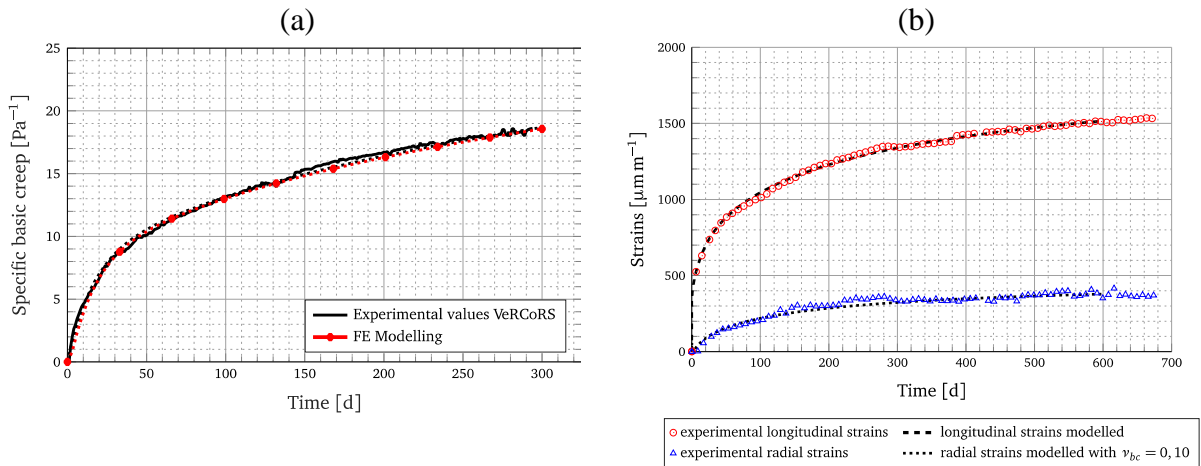 (a)
Specific basic creep [Pa⁻¹]
25
20
15
10
5
0
0 50 100 150 200 250 300
Time [d]
Experimental values VeRCoRS
FE Modelling
(b)
Strains [μm m⁻¹]
2000
1500
1000
500
0
0 100 200 300 400 500 600 700
Time [d]
experimental longitudinal strains
longitudinal strains modelled
experimental radial strains
radial strains modelled with ν_bc = 0,10